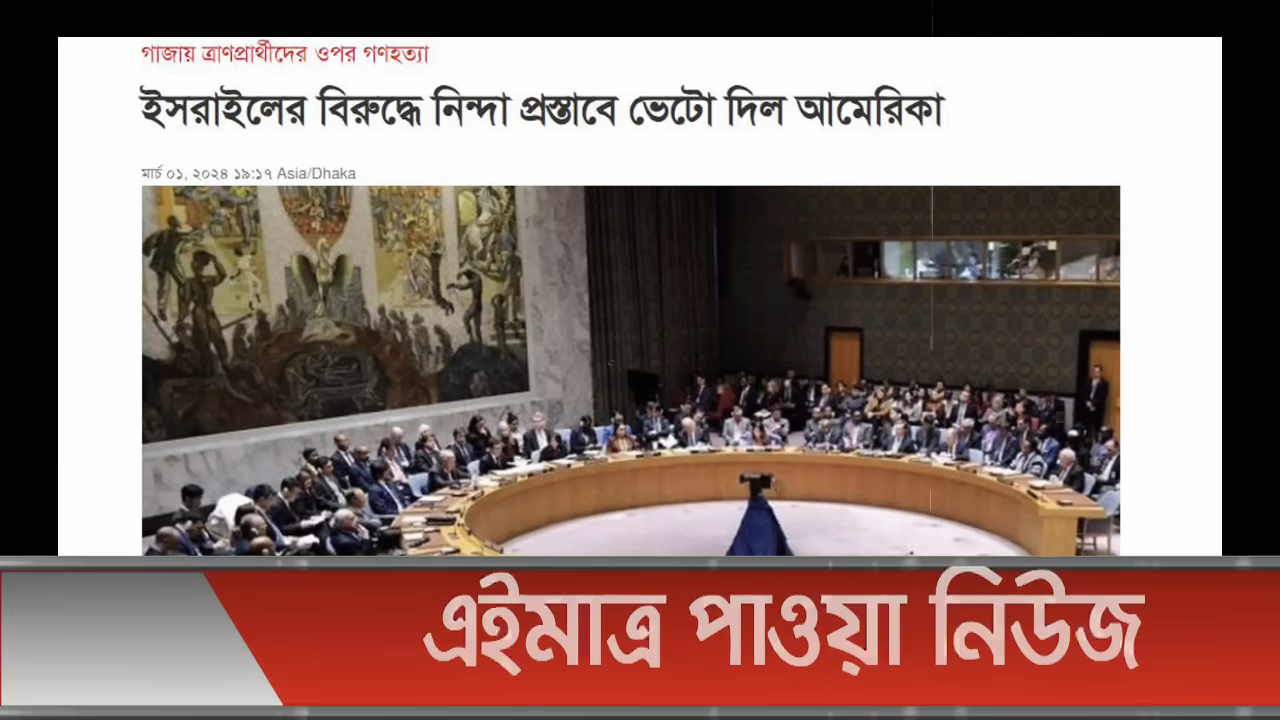 গাজায় ত্রাণপ্রার্থীদের ওপর গণহত্যা
ইসরাইলের বিরুদ্ধে নিন্দা প্রস্তাবে ভেটো দিল আমেরিকা
মার্চ ০১, ২০২৪ ১৯:১৭ Asia/Dhaka
এইমাত্র পাওয়া নিউজ